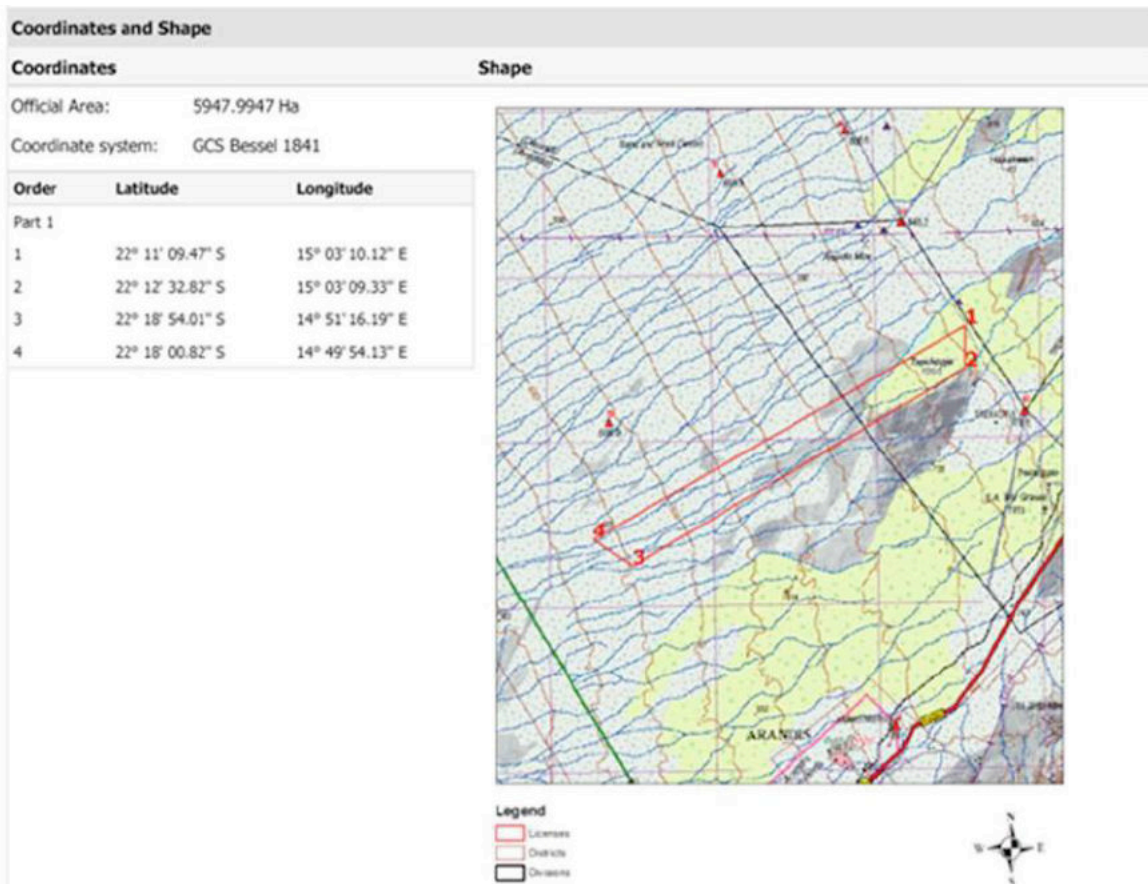 Coordinates and Shape
Coordinates
Shape
Official Area: 5947.9947 Ha
Coordinate system: GCS Bessel 1841
Order Latitude Longitude
Part 1
1 22° 11' 09.47" S 15° 03' 10.12" E
2 22° 12' 32.82" S 15° 03' 09.33" E
3 22° 18' 54.01" S 14° 51' 16.19" E
4 22° 18' 00.82" S 14° 49' 54.13" E
1
2
4
3
ARANDIS
Legend
Licenses
Districts
Divisions
N
W E
S